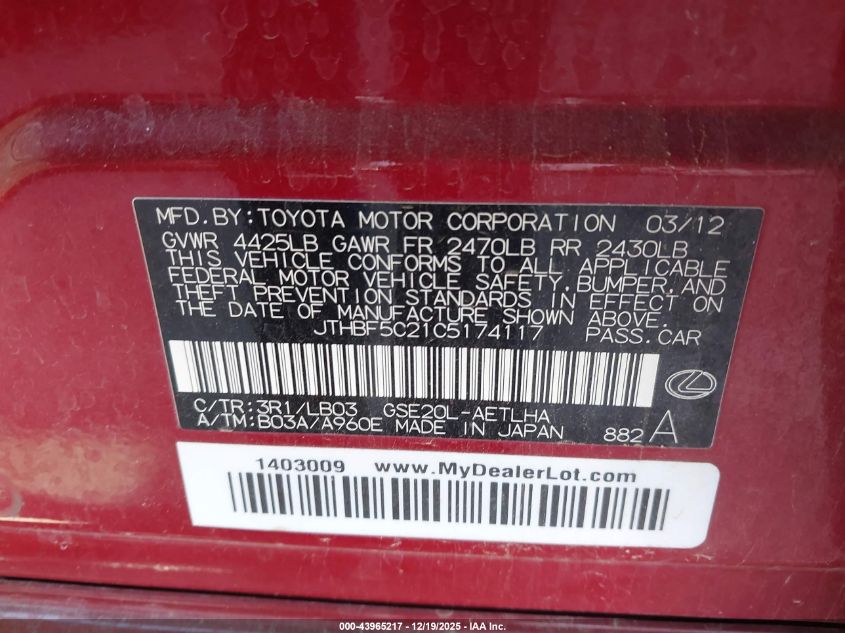 MFD.BY:TOYOTA MOTOR CORPORATION 03/12
GVWR 4425LB GAWR FR 2470LB RR 2430LB
THIS VEHICLE CONFORMS TO ALL APPLICABLE
FEDERAL MOTOR VEHICLE SAFETY,BUMPER,AND
THEFT PREVENTION STANDARDS IN EFFECT ON
THE DATE OF MANUFACTURE SHOWN ABOVE.
JTHBF5C21C5174117 PASS.CAR
C/TR:3R1/LB03 GSE20L-AETLHA
A/TM:B03A/A960E MADE IN JAPAN 882 A
1403009 www.MyDealerLot.com
000-43965217 - 12/19/2025 - IAA Inc.